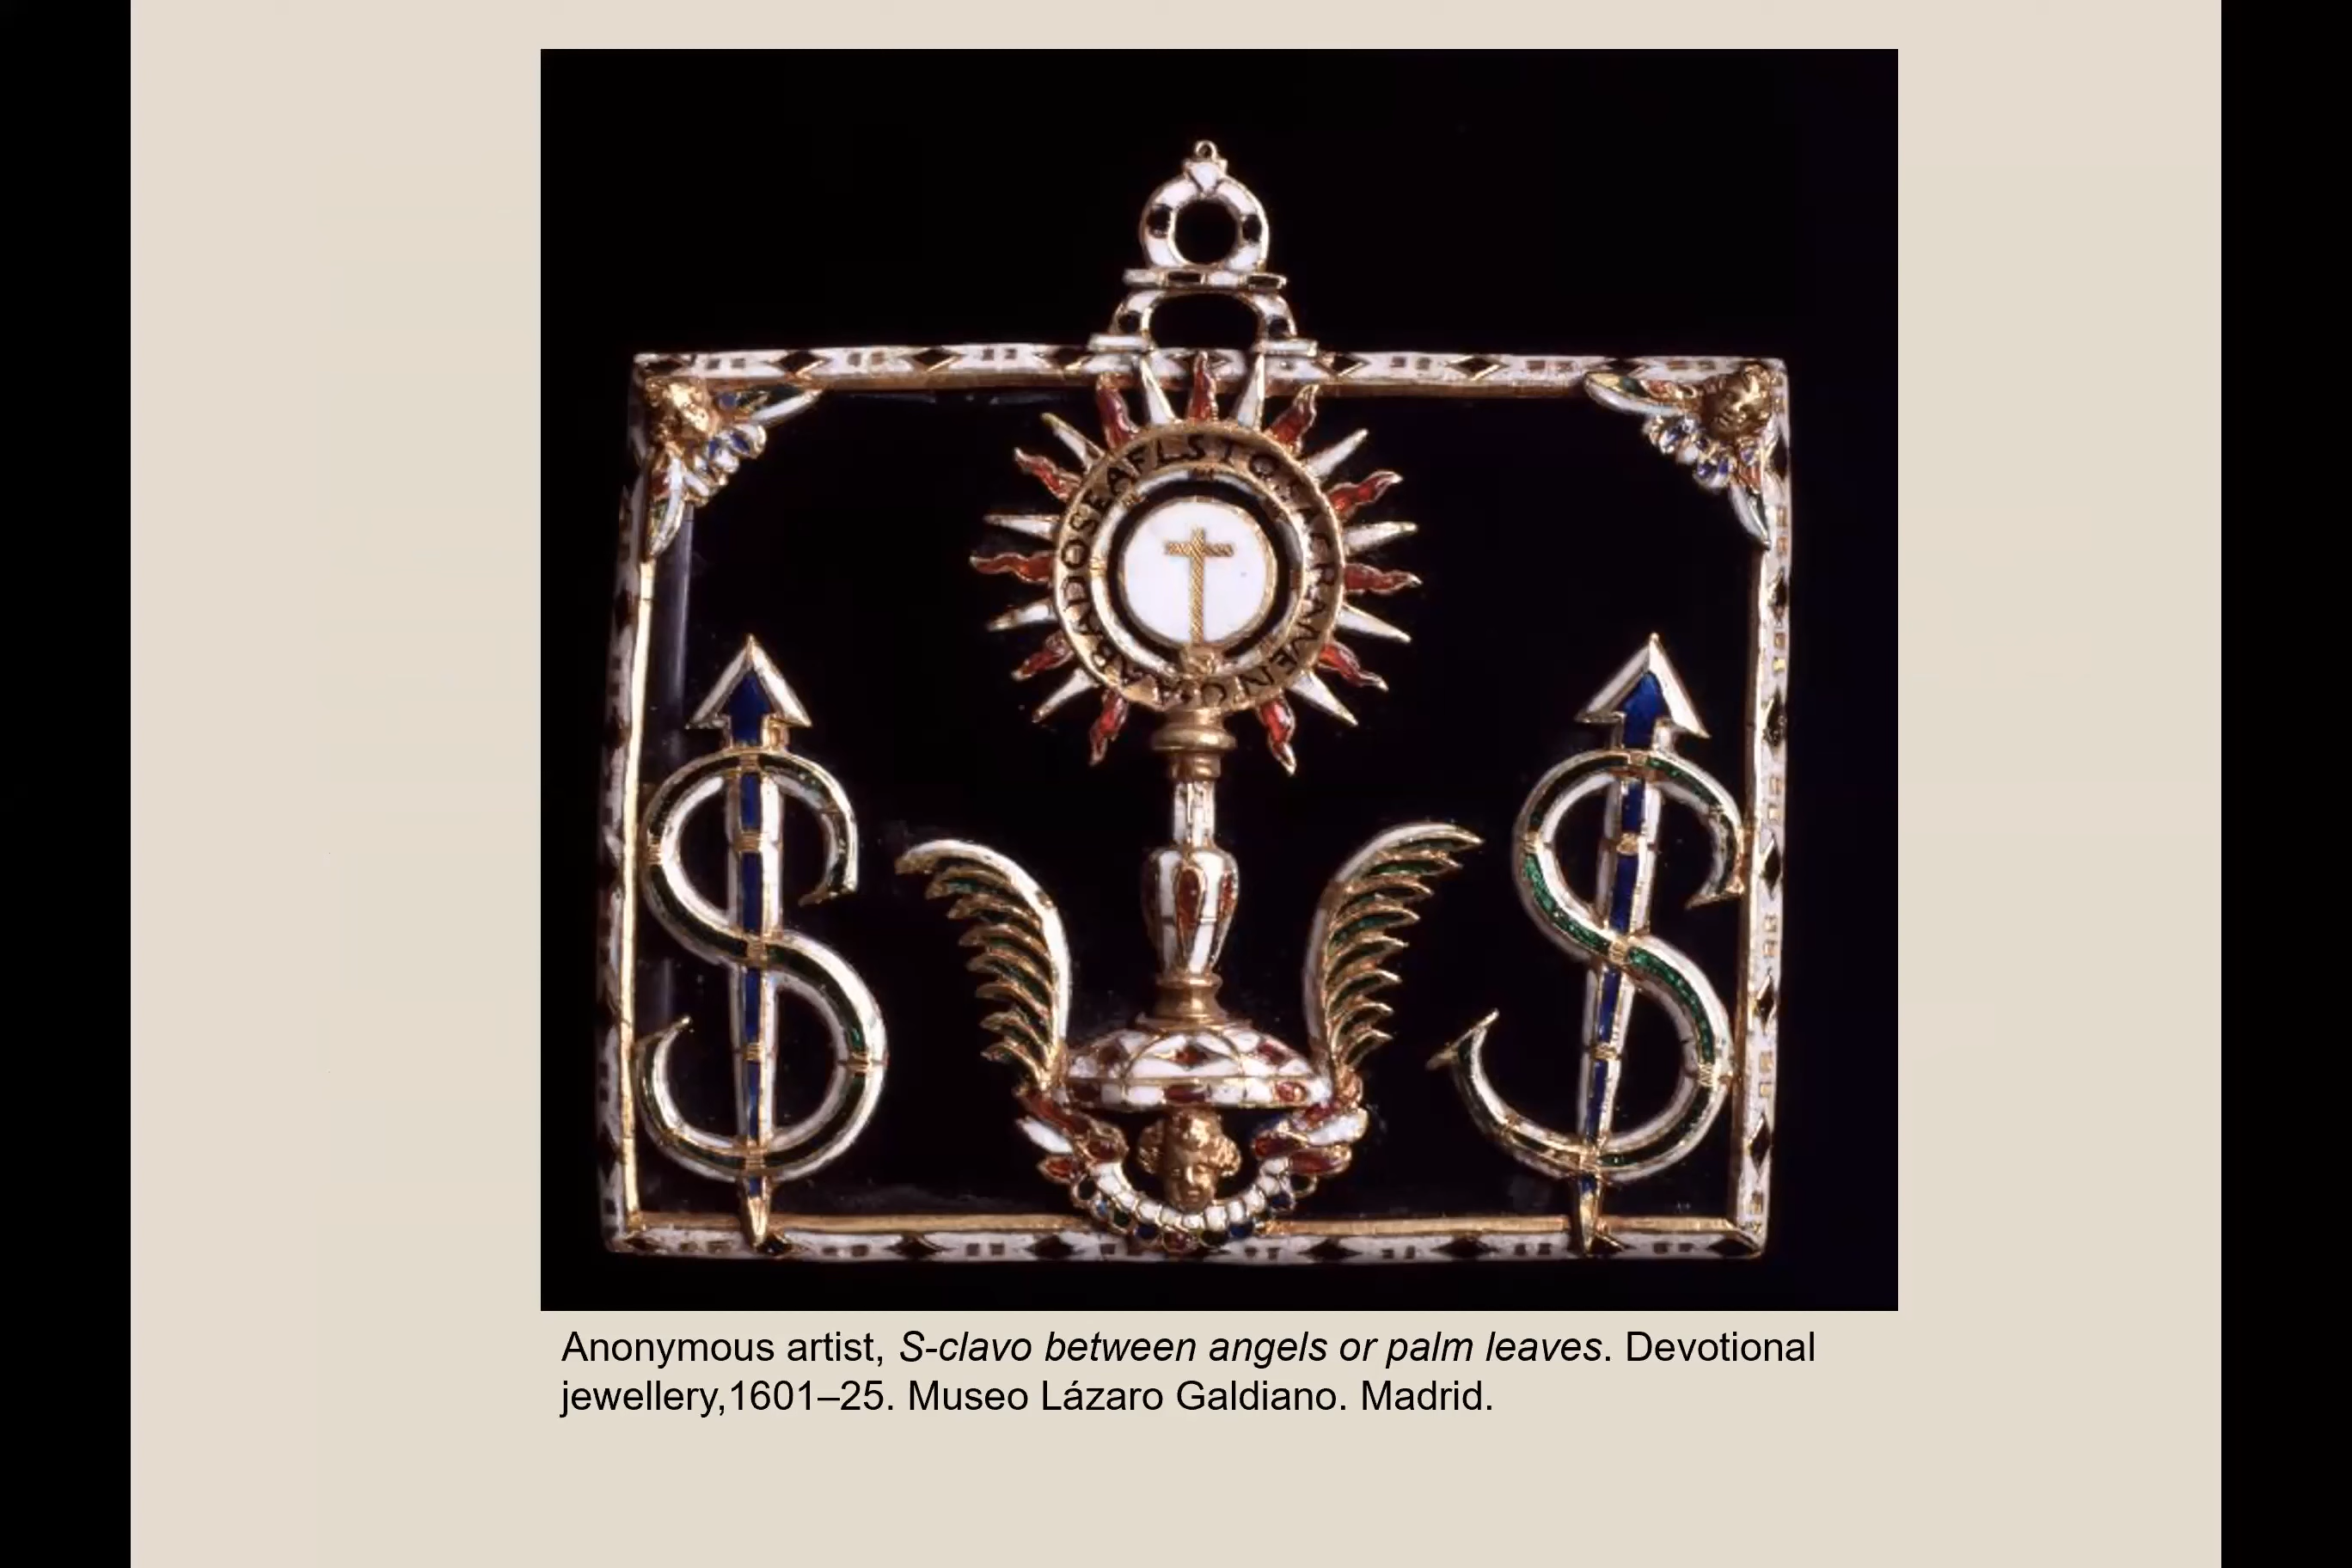 Anonymous artist, S-clavo between angels or palm leaves. Devotional
jewellery,1601–25. Museo Lázaro Galdiano. Madrid.